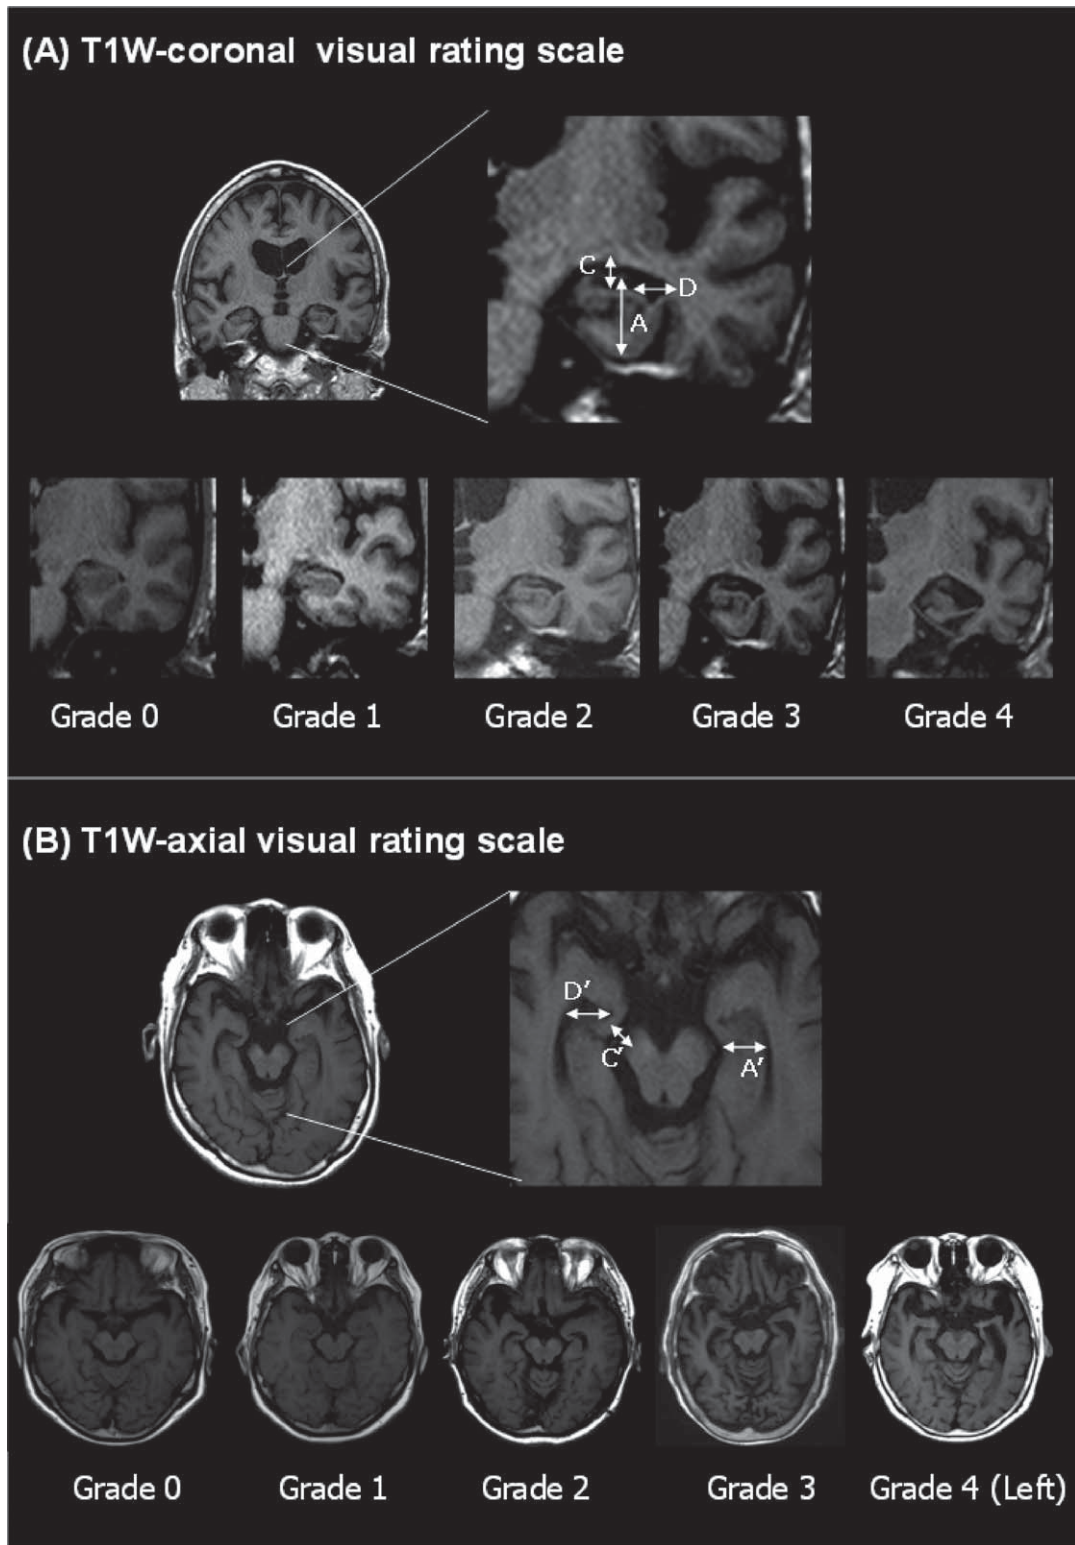 (A) T1W-coronal visual rating scale
C
D
A
Grade 0 Grade 1 Grade 2 Grade 3 Grade 4
(B) T1W-axial visual rating scale
D'
C'
A'
Grade 0 Grade 1 Grade 2 Grade 3 Grade 4 (Left)